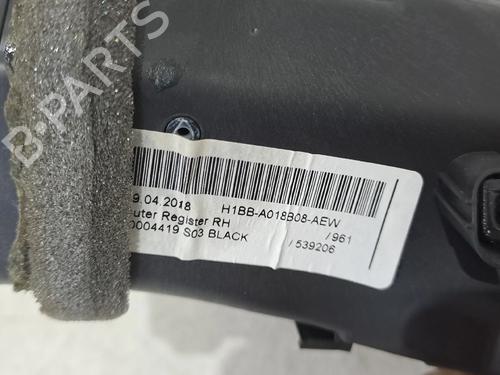 B-PARTS
9.04.2018 H1BB-A018B08-AEW
uter Register RH /961
0004419 S03 BLACK /539206